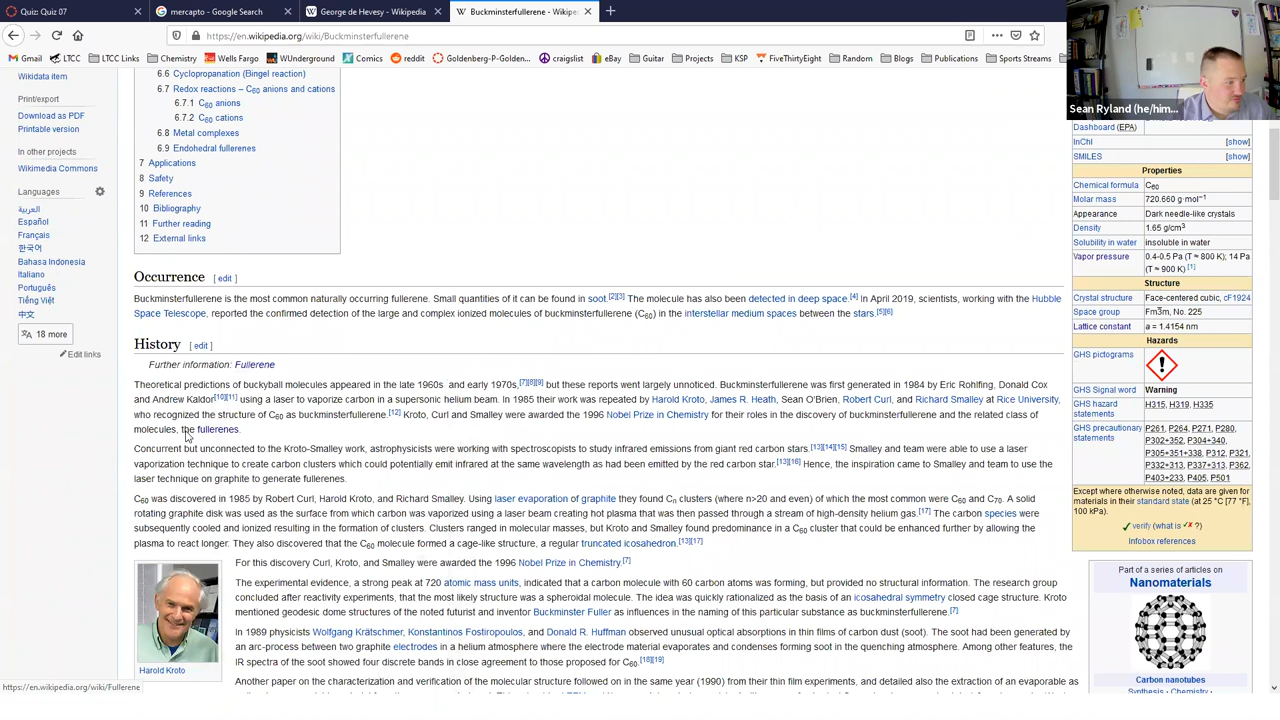 Quiz: Quiz 07
mercapto - Google Search
George de Hevesy - Wikipedia
Buckminsterfullerene - Wikipe
https://en.wikipedia.org/wiki/Buckminsterfullerene
Gmail LTCC LTCC Links Chemistry Wells Fargo WUnderground Comics reddit Goldenberg-P-Golden... craigslist eBay Guitar Projects KSP FiveThirtyEight Random Blogs Publications Sports Streams
Sean Ryland (he/him...
Wikidata item
Print/export
Download as PDF
Printable version
In other projects
Wikimedia Commons
Languages
العربية
Español
Français
한국어
Bahasa Indonesia
Italiano
Português
Tiếng Việt
中文
18 more
Edit links
6.6 Cyclopropanation (Bingel reaction)
6.7 Redox reactions – C60 anions and cations
6.7.1 C60 anions
6.7.2 C60 cations
6.8 Metal complexes
6.9 Endohedral fullerenes
7 Applications
8 Safety
9 References
10 Bibliography
11 Further reading
12 External links
Occurrence [ edit ]
Buckminsterfullerene is the most common naturally occurring fullerene. Small quantities of it can be found in soot.[2][3] The molecule has also been detected in deep space.[4] In April 2019, scientists, working with the Hubble
Space Telescope, reported the confirmed detection of the large and complex ionized molecules of buckminsterfullerene (C60) in the interstellar medium spaces between the stars.[5][6]
History [ edit ]
Further information: Fullerene
Theoretical predictions of buckyball molecules appeared in the late 1960s and early 1970s,[7][8][9] but these reports went largely unnoticed. Buckminsterfullerene was first generated in 1984 by Eric Rohlfing, Donald Cox
and Andrew Kaldor[10][11] using a laser to vaporize carbon in a supersonic helium beam. In 1985 their work was repeated by Harold Kroto, James R. Heath, Sean O'Brien, Robert Curl, and Richard Smalley at Rice University,
who recognized the structure of C60 as buckminsterfullerene.[12] Kroto, Curl and Smalley were awarded the 1996 Nobel Prize in Chemistry for their roles in the discovery of buckminsterfullerene and the related class of
molecules, the fullerenes.
Concurrent but unconnected to the Kroto-Smalley work, astrophysicists were working with spectroscopists to study infrared emissions from giant red carbon stars.[13][14][15] Smalley and team were able to use a laser
vaporization technique to create carbon clusters which could potentially emit infrared at the same wavelength as had been emitted by the red carbon star.[13][16] Hence, the inspiration came to Smalley and team to use the
laser technique on graphite to generate fullerenes.
C60 was discovered in 1985 by Robert Curl, Harold Kroto, and Richard Smalley. Using laser evaporation of graphite they found Cn clusters (where n>20 and even) of which the most common were C60 and C70. A solid
rotating graphite disk was used as the surface from which carbon was vaporized using a laser beam creating hot plasma that was then passed through a stream of high-density helium gas.[17] The carbon species were
subsequently cooled and ionized resulting in the formation of clusters. Clusters ranged in molecular masses, but Kroto and Smalley found predominance in a C60 cluster that could be enhanced further by allowing the
plasma to react longer. They also discovered that the C60 molecule formed a cage-like structure, a regular truncated icosahedron.[13][17]
Harold Kroto
For this discovery Curl, Kroto, and Smalley were awarded the 1996 Nobel Prize in Chemistry.[7]
The experimental evidence, a strong peak at 720 atomic mass units, indicated that a carbon molecule with 60 carbon atoms was forming, but provided no structural information. The research group
concluded after reactivity experiments, that the most likely structure was a spheroidal molecule. The idea was quickly rationalized as the basis of an icosahedral symmetry closed cage structure. Kroto
mentioned geodesic dome structures of the noted futurist and inventor Buckminster Fuller as influences in the naming of this particular substance as buckminsterfullerene.[7]
In 1989 physicists Wolfgang Krätschmer, Konstantinos Fostiropoulos, and Donald R. Huffman observed unusual optical absorptions in thin films of carbon dust (soot). The soot had been generated by
an arc-process between two graphite electrodes in a helium atmosphere where the electrode material evaporates and condenses forming soot in the quenching atmosphere. Among other features, the
IR spectra of the soot showed four discrete bands in close agreement to those proposed for C60.[18][19]
Another paper on the characterization and verification of the molecular structure followed on in the same year (1990) from their thin film experiments, and detailed also the extraction of an evaporable as
Dashboard (EPA)
InChI [show]
SMILES [show]
Properties
Chemical formula C60
Molar mass 720.660 g·mol−1
Appearance Dark needle-like crystals
Density 1.65 g/cm3
Solubility in water insoluble in water
Vapor pressure 0.4-0.5 Pa (T ≈ 800 K); 14 Pa
(T ≈ 900 K) [1]
Structure
Crystal structure Face-centered cubic, cF1924
Space group Fm3m, No. 225
Lattice constant a = 1.4154 nm
Hazards
GHS pictograms
GHS Signal word Warning
GHS hazard statements H315, H319, H335
GHS precautionary statements P261, P264, P271, P280,
P302+352, P304+340,
P305+351+338, P312, P321,
P332+313, P337+313, P362,
P403+233, P405, P501
Except where otherwise noted, data are given for
materials in their standard state (at 25 °C [77 °F],
100 kPa).
verify (what is ?)
Infobox references
Part of a series of articles on
Nanomaterials
Carbon nanotubes
Synthesis · Chemistry ·
https://en.wikipedia.org/wiki/Fullerene